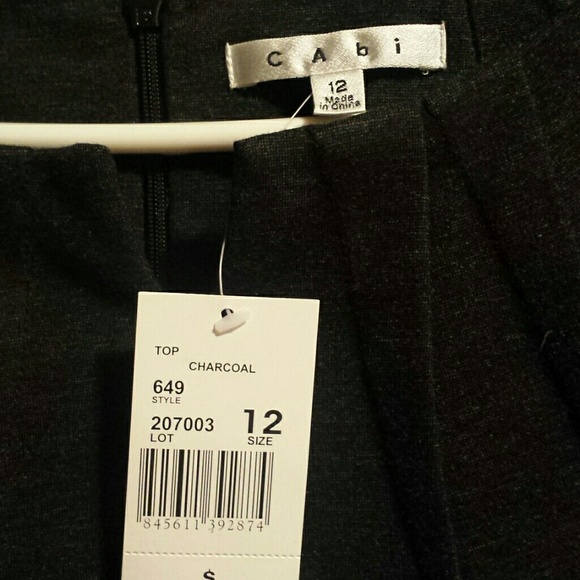 CAbi
12
Made
in China
TOP
CHARCOAL
649
STYLE
207003 12
LOT SIZE
845611 392874
$